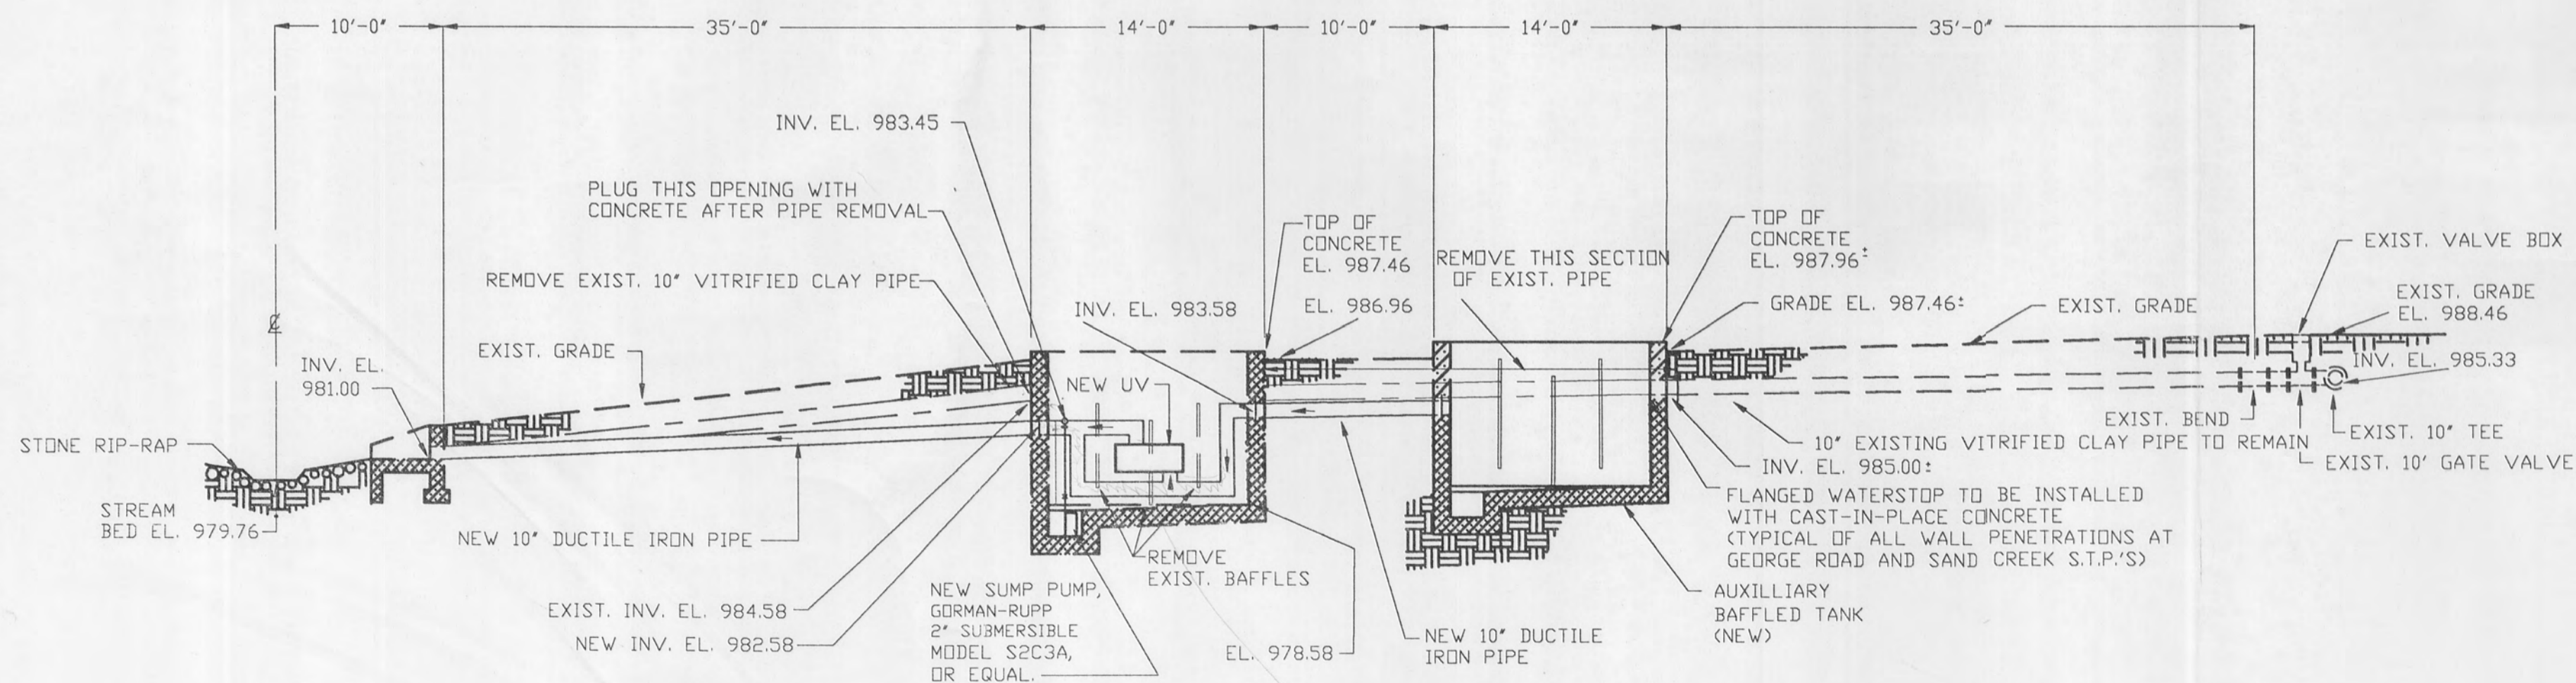 10'-0"
35'-0"
14'-0"
10'-0"
14'-0"
35'-0"
INV. EL. 983.45
PLUG THIS OPENING WITH
CONCRETE AFTER PIPE REMOVAL
REMOVE EXIST. 10" VITRIFIED CLAY PIPE
EXIST. GRADE
INV. EL.
981.00
STONE RIP-RAP
STREAM
BED EL. 979.76
NEW 10" DUCTILE IRON PIPE
EXIST. INV. EL. 984.58
NEW INV. EL. 982.58
NEW SUMP PUMP,
GORMAN-RUPP
2" SUBMERSIBLE
MODEL S2C3A,
OR EQUAL.
INV. EL. 983.58
NEW UV
REMOVE
EXIST. BAFFLES
EL. 978.58
TOP OF
CONCRETE
EL. 987.46
EL. 986.96
REMOVE THIS SECTION
OF EXIST. PIPE
NEW 10" DUCTILE
IRON PIPE
TOP OF
CONCRETE
EL. 987.96±
GRADE EL. 987.46±
EXIST. GRADE
EXIST. VALVE BOX
EXIST. GRADE
EL. 988.46
INV. EL. 985.33
EXIST. BEND
EXIST. 10" TEE
EXIST. 10' GATE VALVE
10" EXISTING VITRIFIED CLAY PIPE TO REMAIN
INV. EL. 985.00±
FLANGED WATERSTOP TO BE INSTALLED
WITH CAST-IN-PLACE CONCRETE
(TYPICAL OF ALL WALL PENETRATIONS AT
GEORGE ROAD AND SAND CREEK S.T.P.'S)
AUXILLIARY
BAFFLED TANK
(NEW)